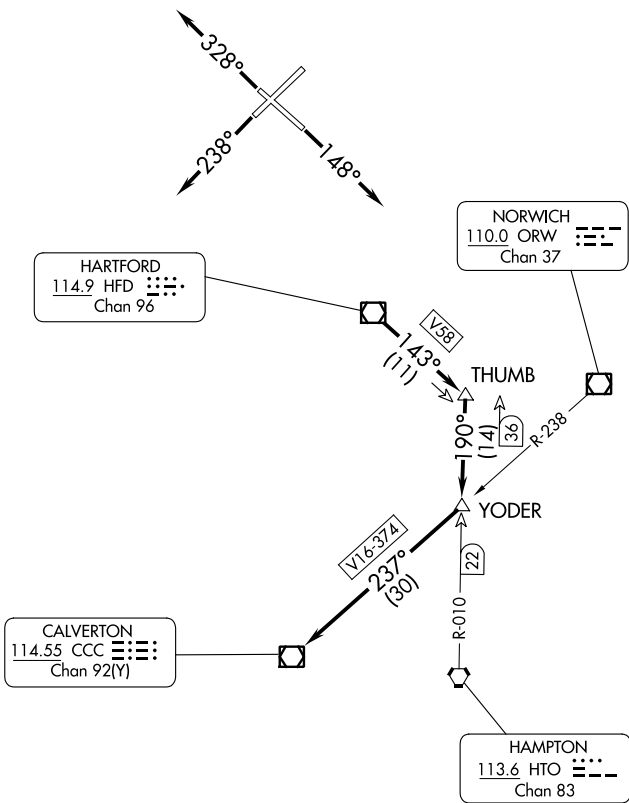 328°
238°
148°
NORWICH
110.0 ORW
Chan 37
HARTFORD
114.9 HFD
Chan 96
V58
143°
(11)
THUMB
190°
(14)
36
R-238
YODER
V16-374
237°
(30)
22
R-010
CALVERTON
114.55 CCC
Chan 92(Y)
HAMPTON
113.6 HTO
Chan 83